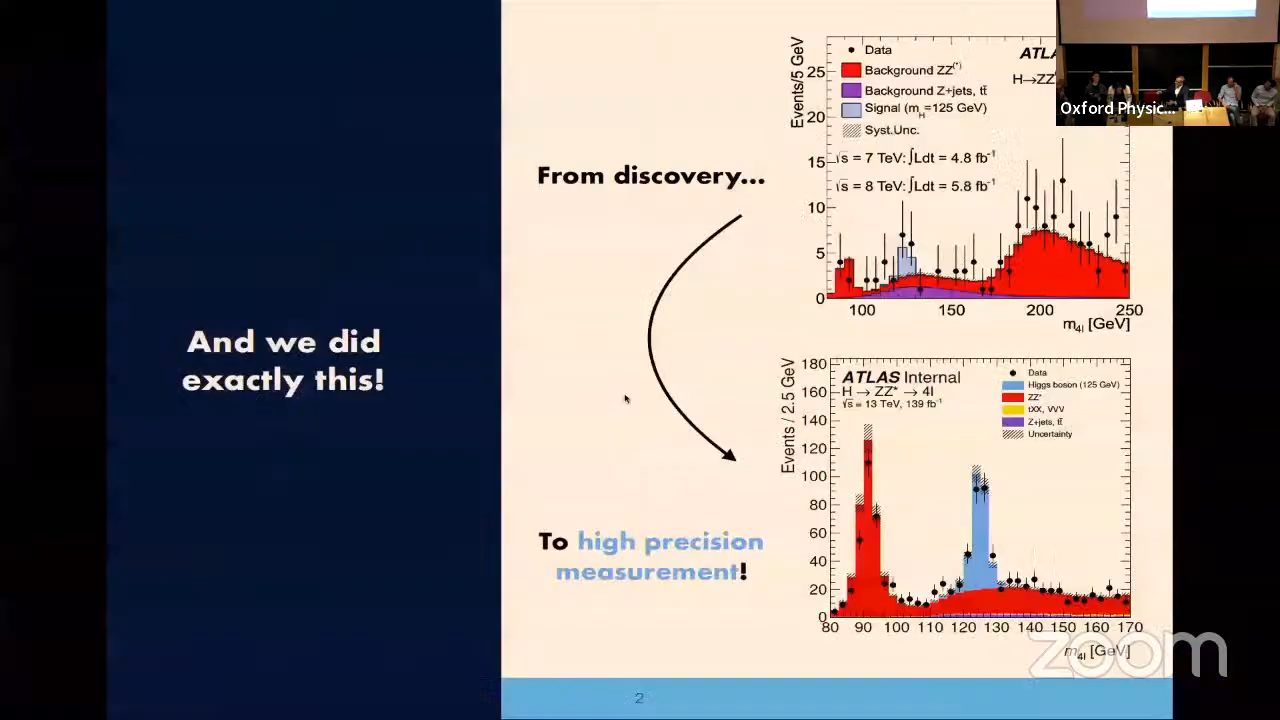 And we did
exactly this!
From discovery...
To high precision
measurement!
Events/5 GeV
Data
Background ZZ(*)
Background Z+jets, tt̄
Signal (mH=125 GeV)
Syst.Unc.
√s = 7 TeV: ∫Ldt = 4.8 fb-1
√s = 8 TeV: ∫Ldt = 5.8 fb-1
H→ZZ
25
20
15
10
5
0
100 150 200 250
m4l [GeV]
Oxford Physic...
Events / 2.5 GeV
ATLAS Internal
H → ZZ* → 4l
√s = 13 TeV, 139 fb-1
Data
Higgs boson (125 GeV)
ZZ*
tXX, VVV
Z+jets, tt̄
Uncertainty
180
160
140
120
100
80
60
40
20
0
80 90 100 110 120 130 140 150 160 170
m4l [GeV]
zoom
2